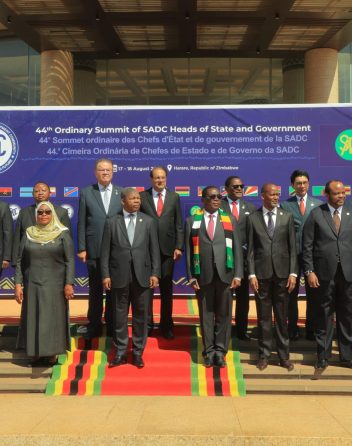 44th Ordinary Summit of SADC Heads of State and Government
44e Sommet ordinaire des Chefs d'État et de gouvernement de la SADC
44.a Cimeira Ordinária de Chefes de Estado e de Governo da SADC
17 - 18 August 2024 Harare, Republic of Zimbabwe